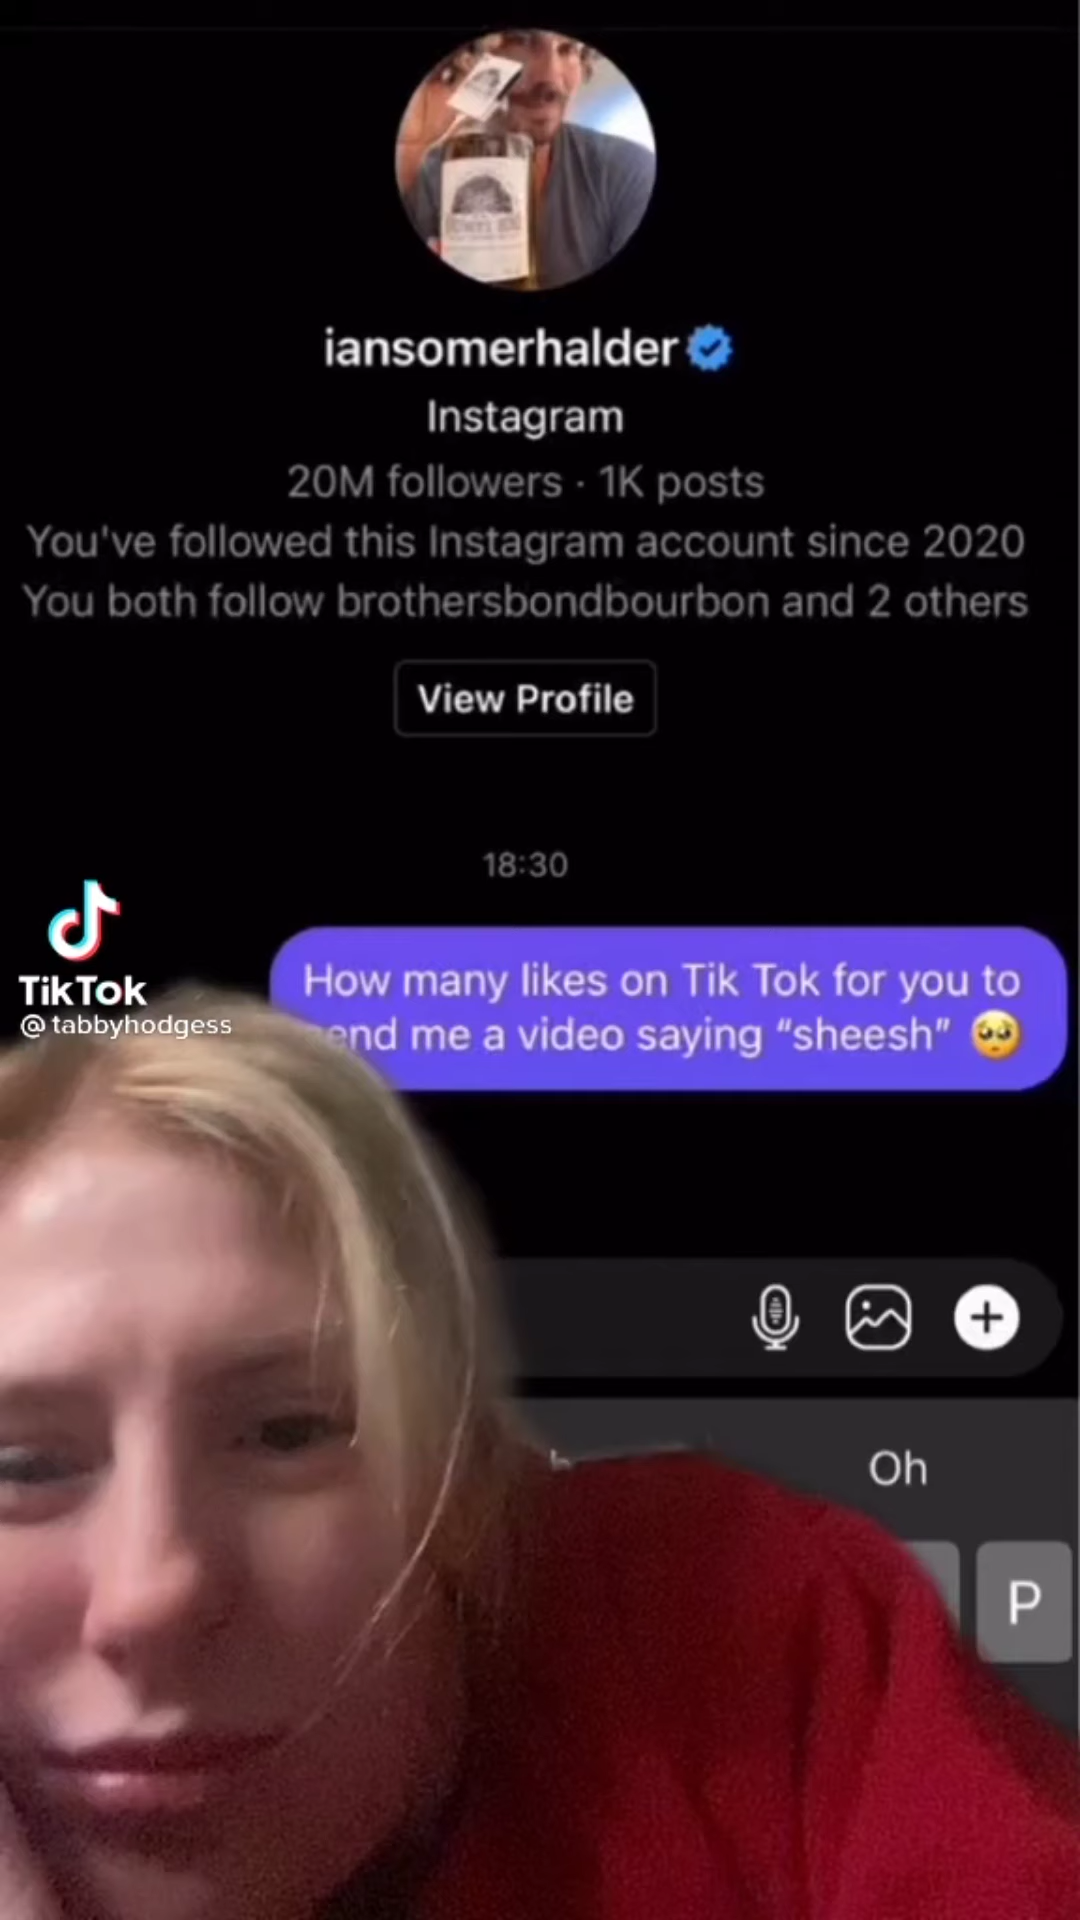 iansomerhalder
Instagram
20M followers · 1K posts
You've followed this Instagram account since 2020
You both follow brothersbondbourbon and 2 others
View Profile
18:30
How many likes on Tik Tok for you to
end me a video saying “sheesh” 🥺
TikTok
@tabbyhodgess
Oh
P